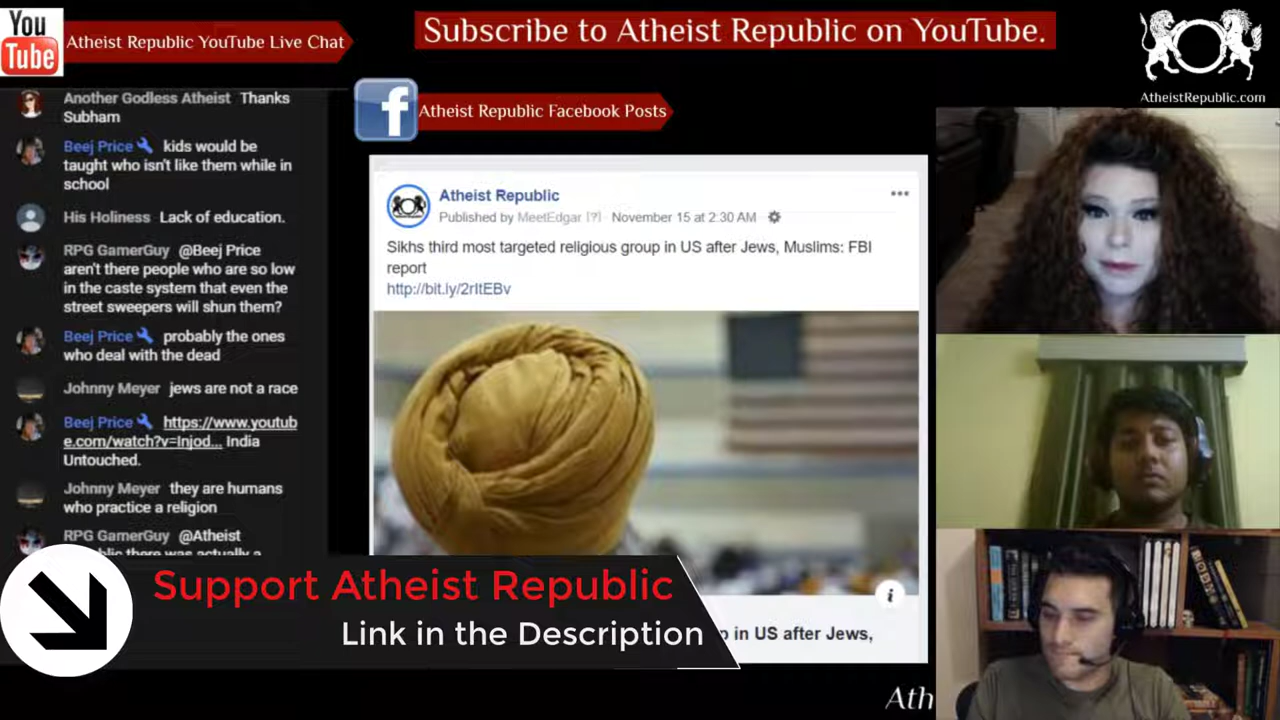 You
Tube
Atheist Republic YouTube Live Chat
Subscribe to Atheist Republic on YouTube.
AtheistRepublic.com
Another Godless Atheist Thanks
Subham
Beej Price kids would be
taught who isn't like them while in
school
His Holiness Lack of education.
RPG GamerGuy @Beej Price
aren't there people who are so low
in the caste system that even the
street sweepers will shun them?
Beej Price probably the ones
who deal with the dead
Johnny Meyer jews are not a race
Beej Price https://www.youtub
e.com/watch?v=Injod... India
Untouched.
Johnny Meyer they are humans
who practice a religion
RPG GamerGuy @Atheist
there was actually a
f
Atheist Republic Facebook Posts
Atheist Republic
Published by MeetEdgar [?] · November 15 at 2:30 AM
Sikhs third most targeted religious group in US after Jews, Muslims: FBI
report
http://bit.ly/2rItEBv
i
in US after Jews,
Support Atheist Republic
Link in the Description
Ath